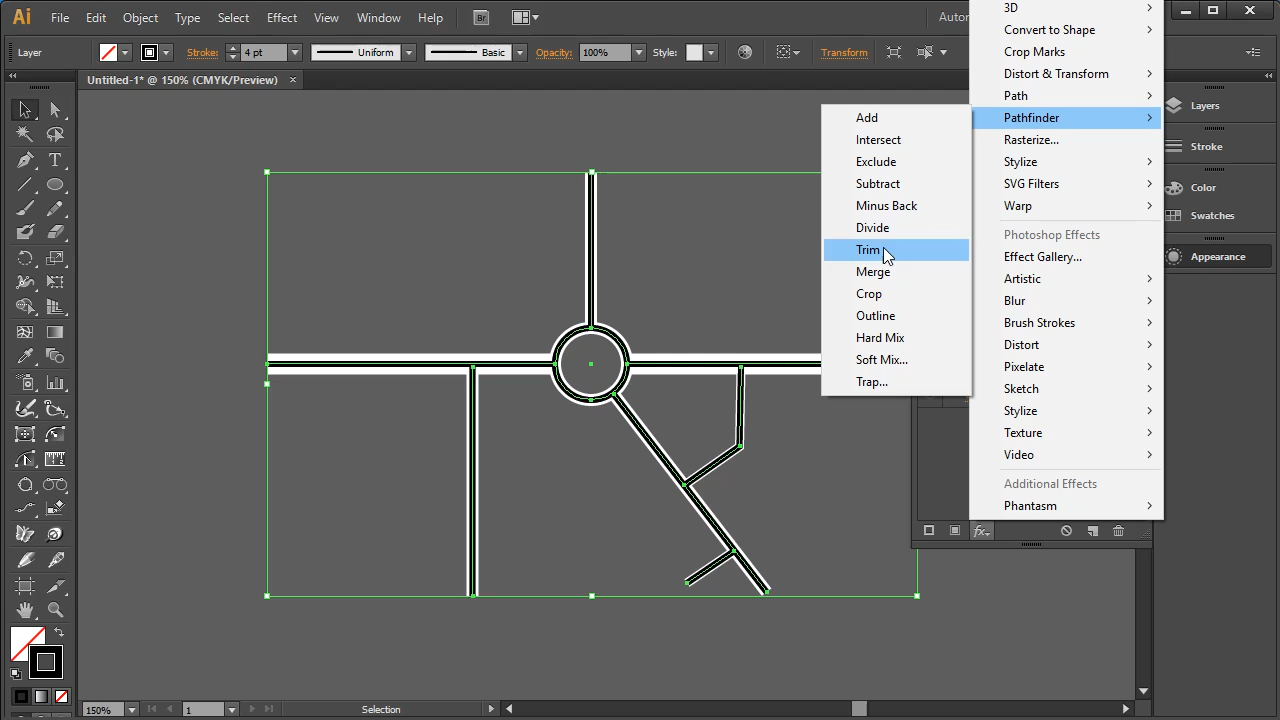 Ai File Edit Object Type Select Effect View Window Help Br Autor
Layer Stroke: 4 pt Uniform Basic Opacity: 100% Style: Transform
Untitled-1* @ 150% (CMYK/Preview) ×
3D
Convert to Shape
Crop Marks
Distort & Transform
Path
Pathfinder
Rasterize...
Stylize
SVG Filters
Warp
Photoshop Effects
Effect Gallery...
Artistic
Blur
Brush Strokes
Distort
Pixelate
Sketch
Stylize
Texture
Video
Additional Effects
Phantasm
Add
Intersect
Exclude
Subtract
Minus Back
Divide
Trim
Merge
Crop
Outline
Hard Mix
Soft Mix...
Trap...
Layers
Stroke
Color
Swatches
Appearance
T
fx
150% 1 Selection